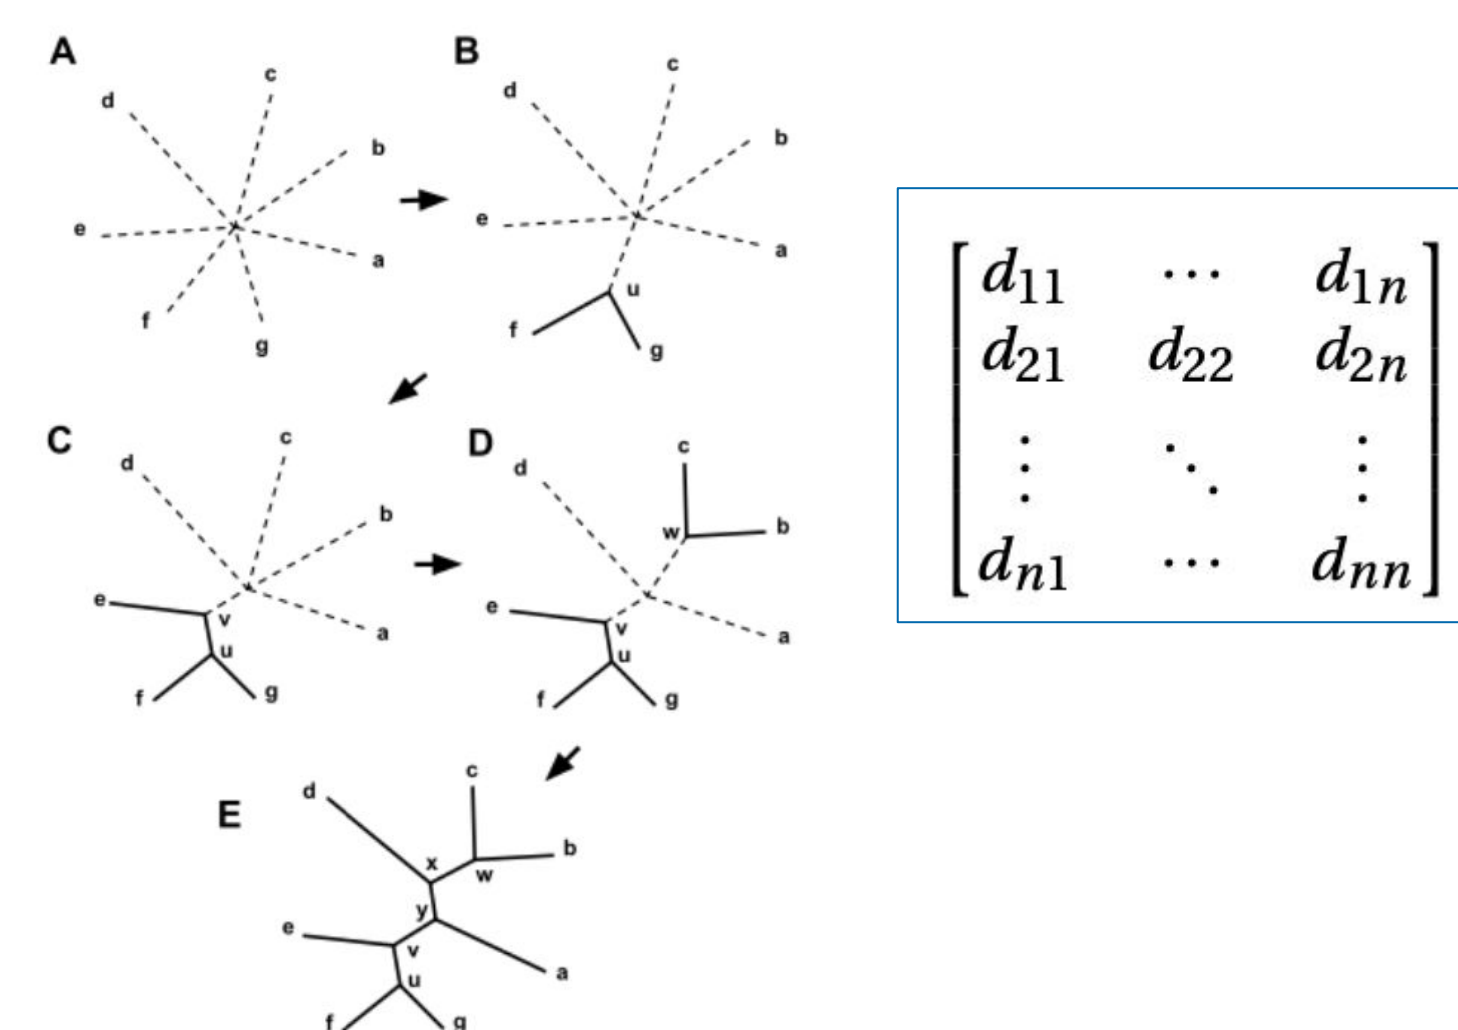 A
c
d
b
e
a
f
g
B
c
d
b
e
a
u
f
g
C
c
d
b
e
v
a
u
f
g
D
c
d
w
b
e
v
a
u
f
g
E
c
d
b
x
w
y
e
v
a
u
f
g
d₁₁ ⋯ d₁ₙ
d₂₁ d₂₂ d₂ₙ
⋮ ⋱ ⋮
dₙ₁ ⋯ dₙₙ